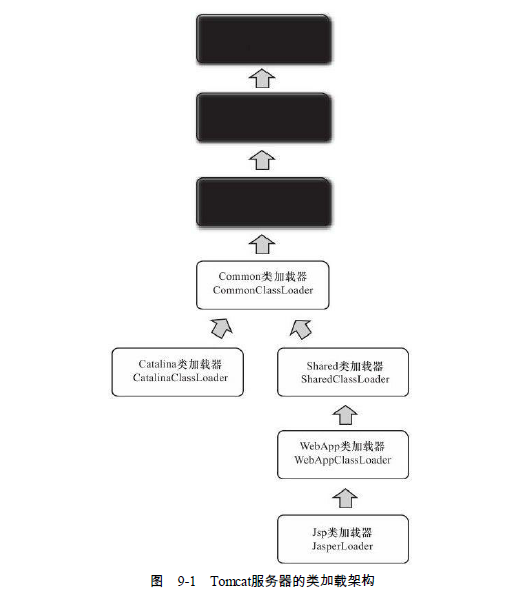 Common类加载器
CommonClassLoader
Catalina类加载器
CatalinaClassLoader
Shared类加载器
SharedClassLoader
WebApp类加载器
WebAppClassLoader
Jsp类加载器
JasperLoader
图 9-1 Tomcat服务器的类加载架构